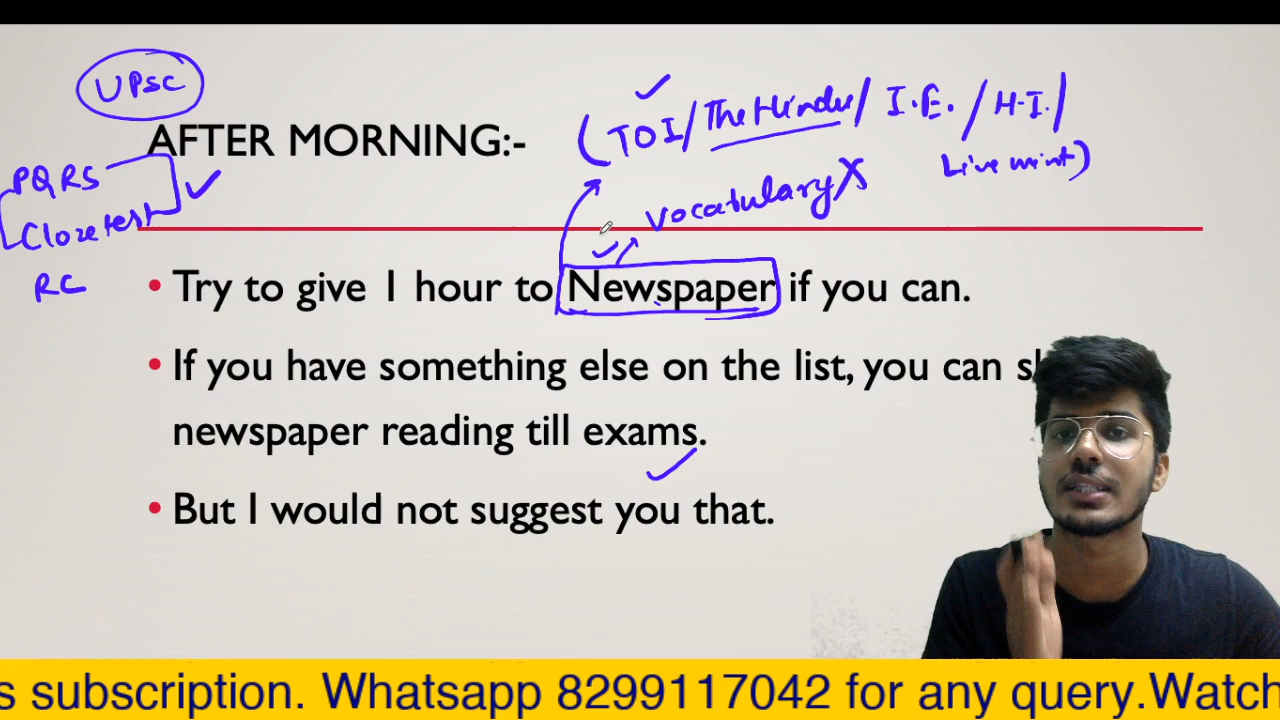 UPSC
AFTER MORNING:-
(TOI/The Hindu/ I.E. / H.I./
Live mint)
PQRS
Cloze test
RC
Vocabulary X
• Try to give 1 hour to Newspaper if you can.
• If you have something else on the list, you can
newspaper reading till exams.
• But I would not suggest you that.
s subscription. Whatsapp 8299117042 for any query.Watch